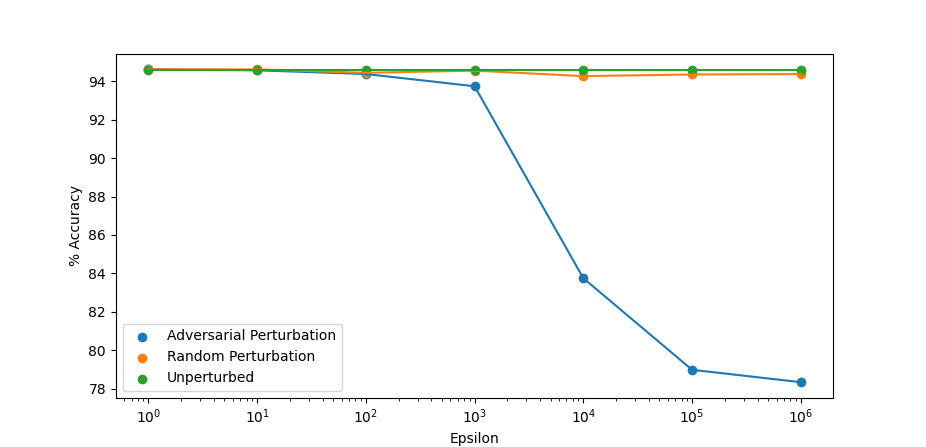 94
92
90
88
86
84
82
80
78
% Accuracy
Adversarial Perturbation
Random Perturbation
Unperturbed
10⁰ 10¹ 10² 10³ 10⁴ 10⁵ 10⁶
Epsilon